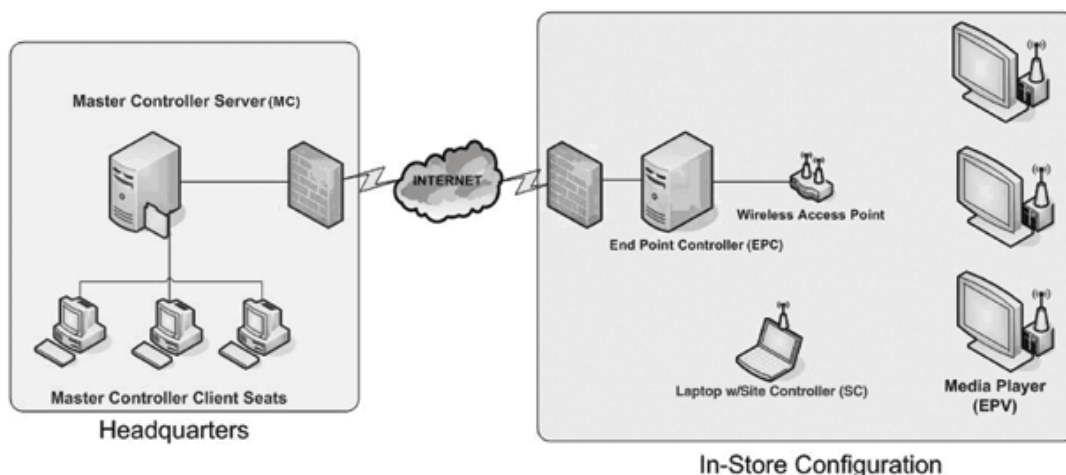 Master Controller Server (MC)
INTERNET
Wireless Access Point
End Point Controller (EPC)
Master Controller Client Seats
Laptop w/Site Controller (SC)
Media Player
(EPV)
Headquarters
In-Store Configuration